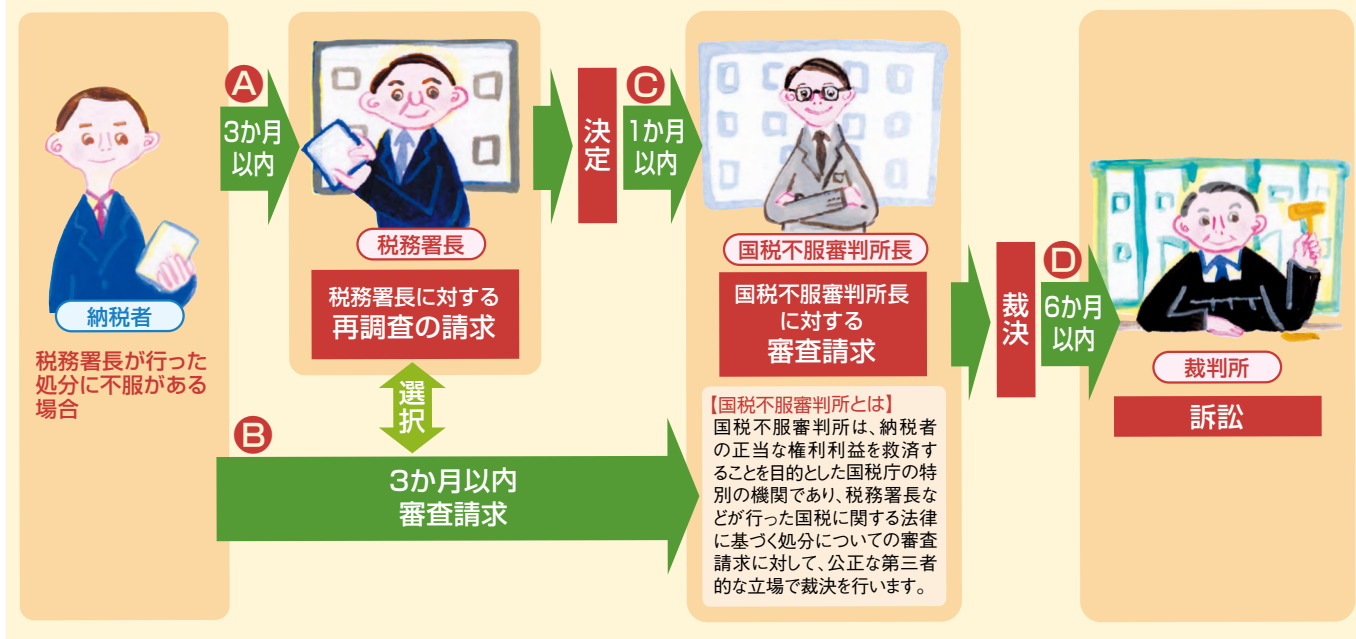 A
3か月
以内
納税者
税務署長が行った
処分に不服がある
場合
税務署長
税務署長に対する
再調査の請求
選択
B
3か月以内
審査請求
決定
C
1か月
以内
国税不服審判所長
国税不服審判所長
に対する
審査請求
【国税不服審判所とは】
国税不服審判所は、納税者
の正当な権利利益を救済す
ることを目的とした国税庁の特
別の機関であり、税務署長な
どが行った国税に関する法律
に基づく処分についての審査
請求に対して、公正な第三者
的な立場で裁決を行います。
裁決
D
6か月
以内
裁判所
訴訟